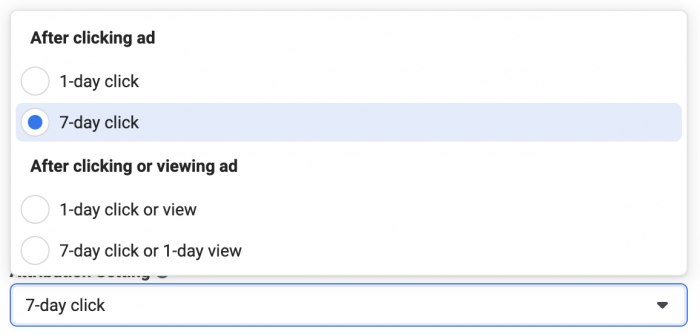 After clicking ad
1-day click
7-day click
After clicking or viewing ad
1-day click or view
7-day click or 1-day view
7-day click